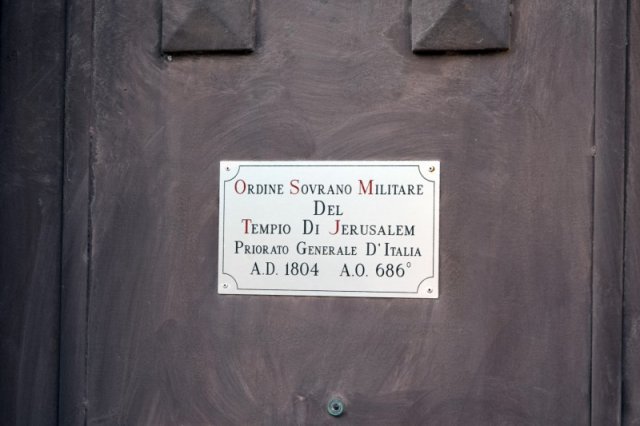 Ordine Sovrano Militare
Del
Tempio Di Jerusalem
Priorato Generale D'Italia
A.D. 1804 A.O. 686°